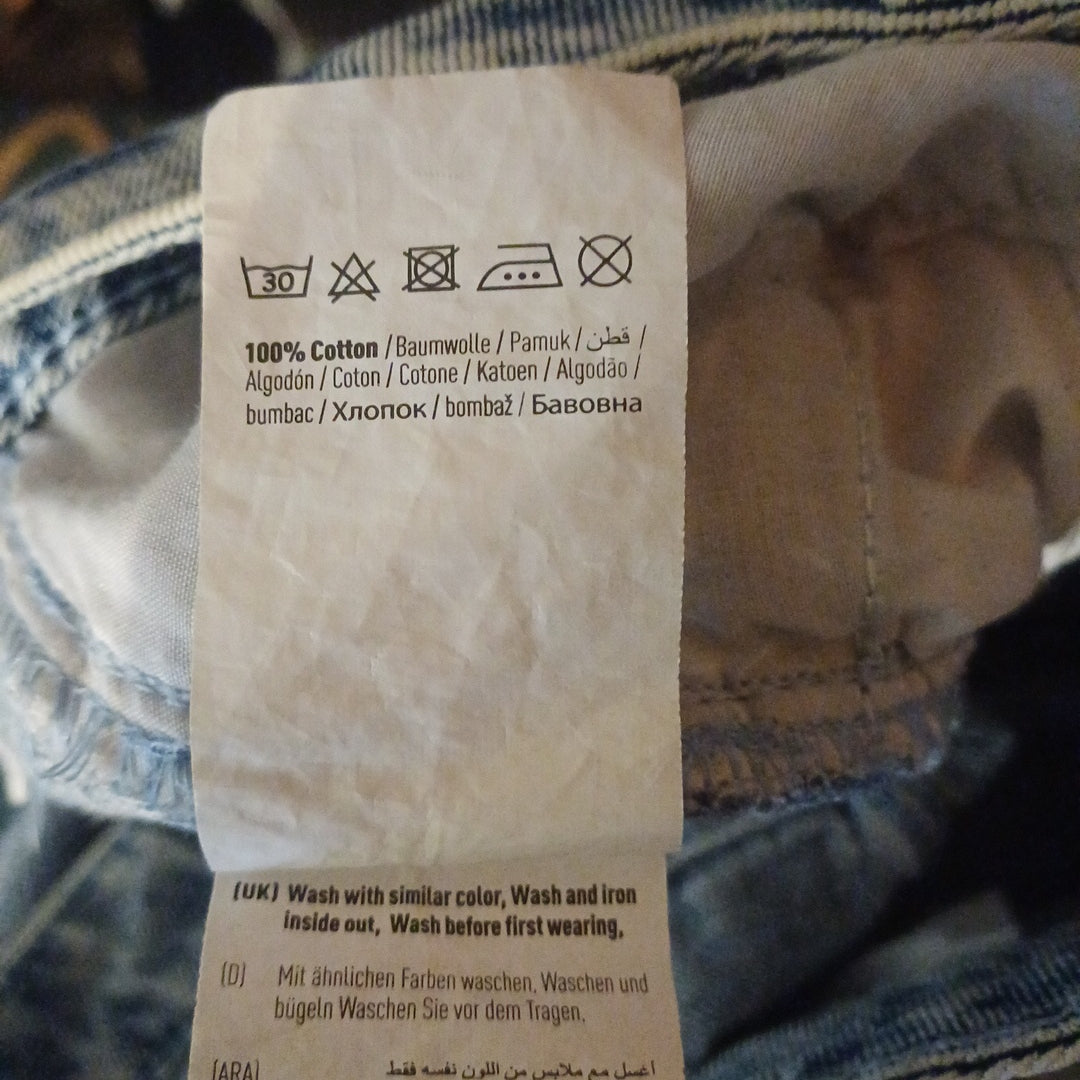 30
100% Cotton / Baumwolle / Pamuk / قطن /
Algodón / Coton / Cotone / Katoen / Algodão /
bumbac / Хлопок / bombaž / Бавовна
(UK) Wash with similar color, Wash and iron
inside out, Wash before first wearing,
(D) Mit ähnlichen Farben waschen, Waschen und
bügeln Waschen Sie vor dem Tragen.
(ARA) أغسل مع ملابس من اللون نفسه فقط